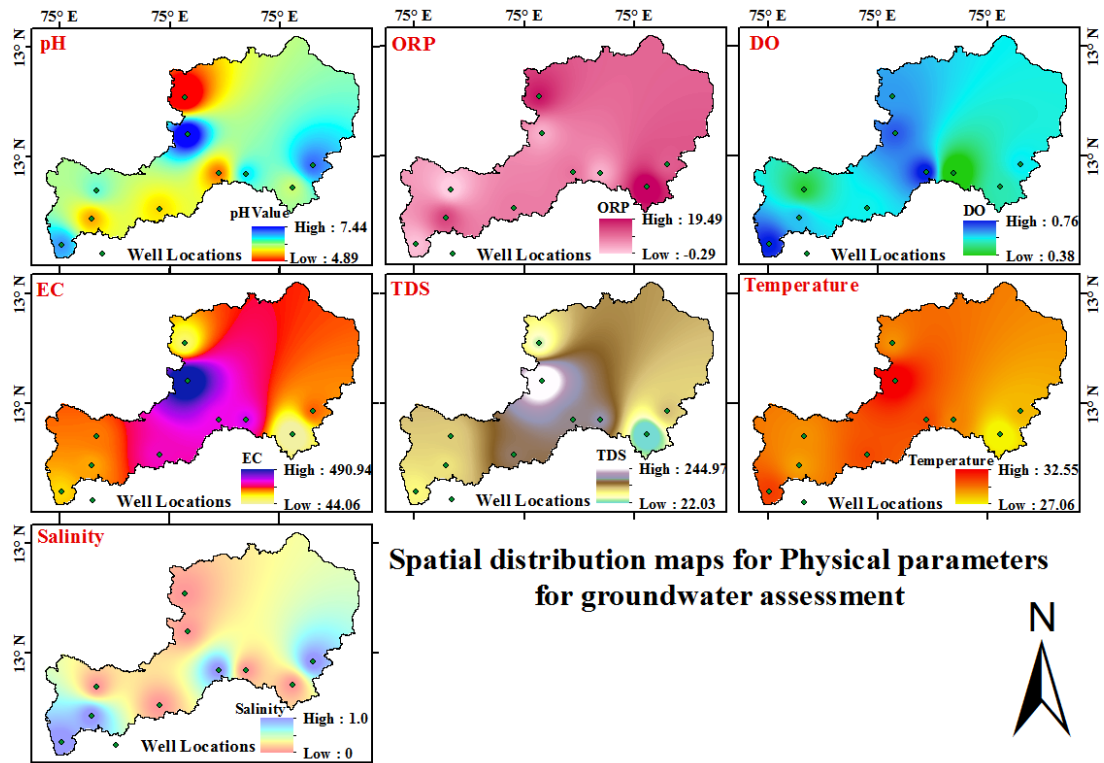 75° E 75° E 75° E
75° E 75° E 75° E
75° E 75° E 75° E
13° N
13° N
pH
pH Value
High : 7.44
Low : 4.89
Well Locations
ORP
ORP
High : 19.49
Low : -0.29
Well Locations
DO
DO
High : 0.76
Low : 0.38
Well Locations
13° N
13° N
EC
EC
High : 490.94
Low : 44.06
Well Locations
TDS
TDS
High : 244.97
Low : 22.03
Well Locations
Temperature
Temperature
High : 32.55
Low : 27.06
Well Locations
13° N
13° N
13° N
13° N
Salinity
Salinity
High : 1.0
Low : 0
Well Locations
13° N
13° N
Spatial distribution maps for Physical parameters
for groundwater assessment
N